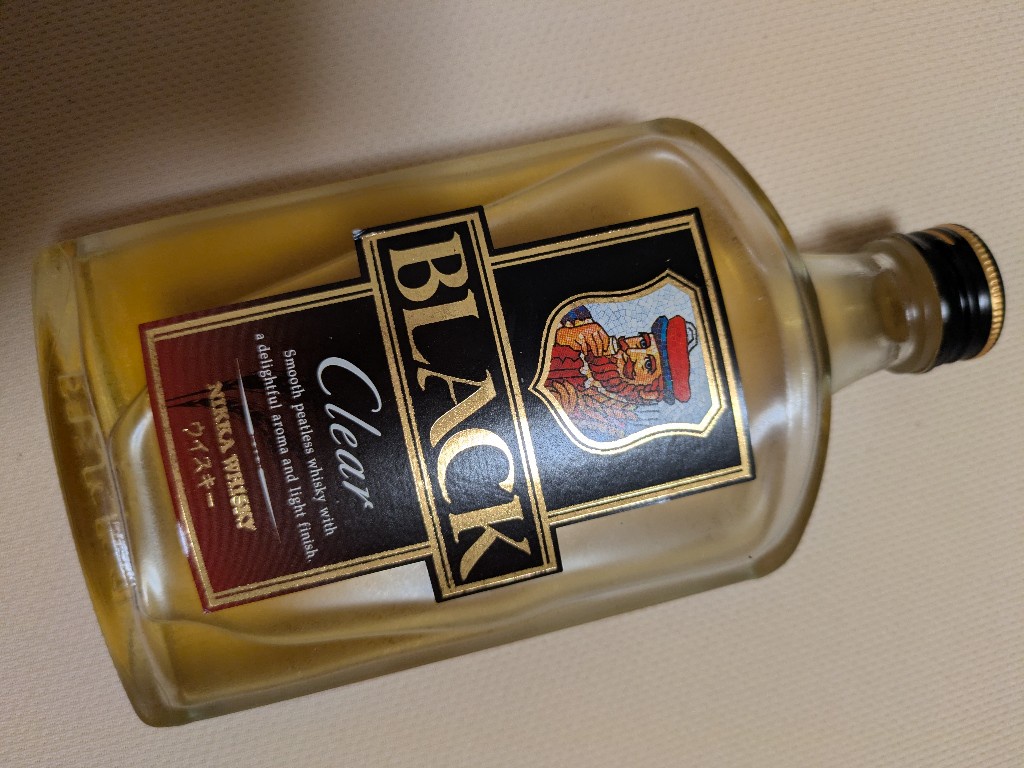 BLACK
Clear
Smooth peatless whisky with
a delightful aroma and light finish.
NIKKA WHISKY
ウイスキー